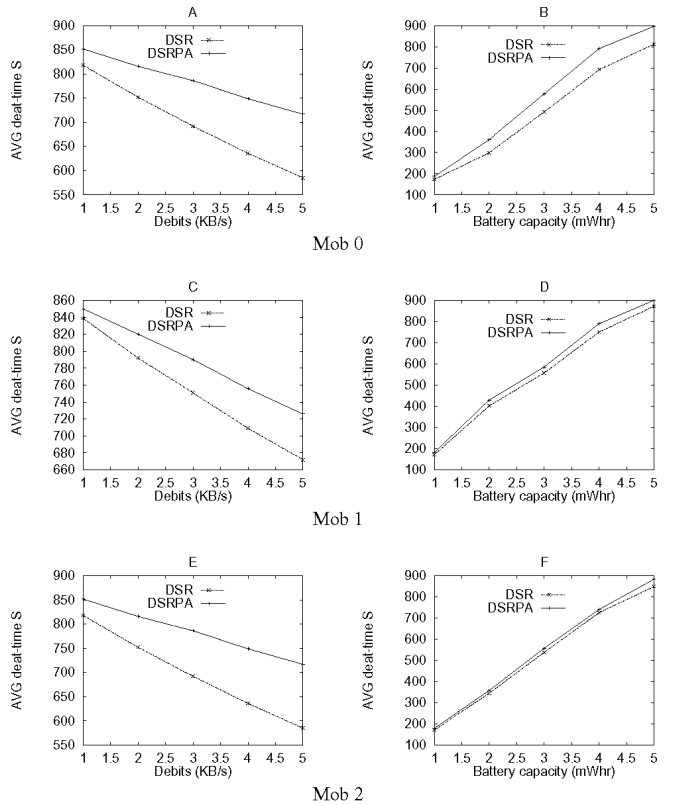 A
900
850
800
750
700
650
600
550
AVG deat-time S
DSR
DSRPA
1 1.5 2 2.5 3 3.5 4 4.5 5
Debits (KB/s)
B
900
800
700
600
500
400
300
200
100
AVG deat-time S
DSR
DSRPA
1 1.5 2 2.5 3 3.5 4 4.5 5
Battery capacity (mWhr)
Mob 0
C
860
840
820
800
780
760
740
720
700
680
660
AVG deat-time S
DSR
DSRPA
1 1.5 2 2.5 3 3.5 4 4.5 5
Debits (KB/s)
D
900
800
700
600
500
400
300
200
100
AVG deat-time S
DSR
DSRPA
1 1.5 2 2.5 3 3.5 4 4.5 5
Battery capacity (mWhr)
Mob 1
E
900
850
800
750
700
650
600
550
AVG deat-time S
DSR
DSRPA
1 1.5 2 2.5 3 3.5 4 4.5 5
Debits (KB/s)
F
900
800
700
600
500
400
300
200
100
AVG deat-time S
DSR
DSRPA
1 1.5 2 2.5 3 3.5 4 4.5 5
Battery capacity (mWhr)
Mob 2